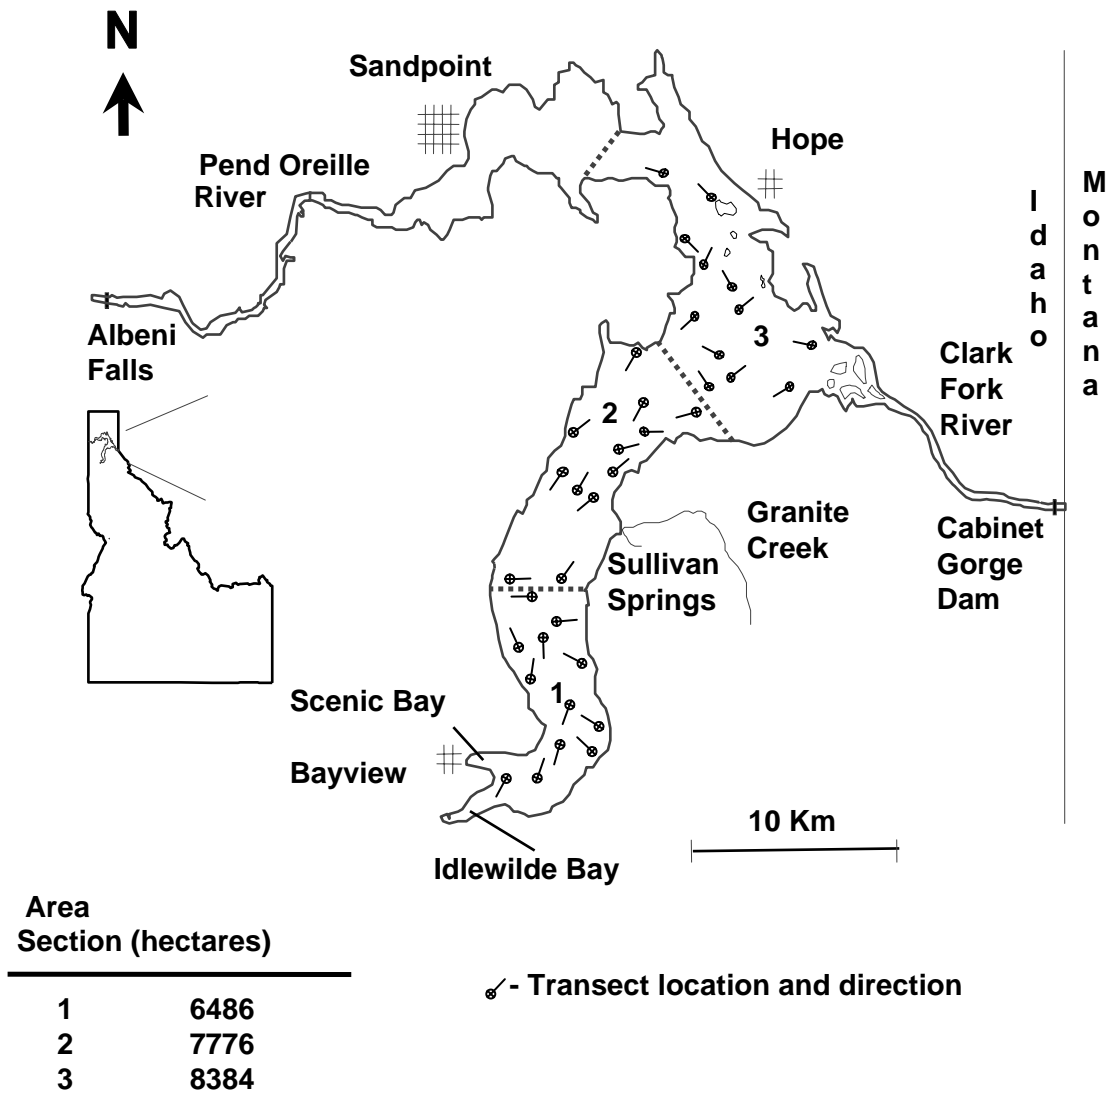 N
Sandpoint
Hope
Pend Oreille
River
Idaho
Montana
Albeni
Falls
3
Clark
Fork
River
2
Granite
Creek
Cabinet
Gorge
Dam
Sullivan
Springs
1
Scenic Bay
Bayview
10 Km
Idlewilde Bay
Area
Section (hectares)
- Transect location and direction
1 6486
2 7776
3 8384